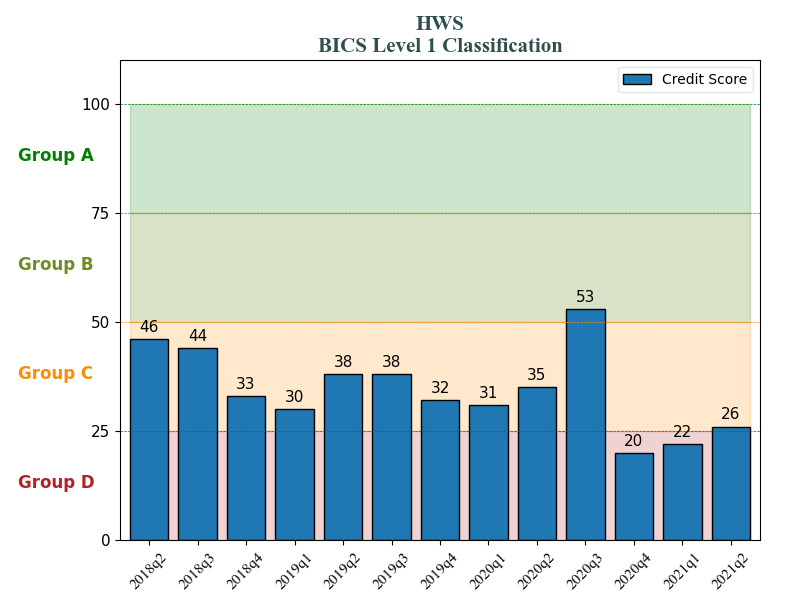 HWS
BICS Level 1 Classification
Credit Score
100
Group A
75
Group B
50
Group C
25
Group D
0
46
44
33
30
38
38
32
31
35
53
20
22
26
2018q2
2018q3
2018q4
2019q1
2019q2
2019q3
2019q4
2020q1
2020q2
2020q3
2020q4
2021q1
2021q2